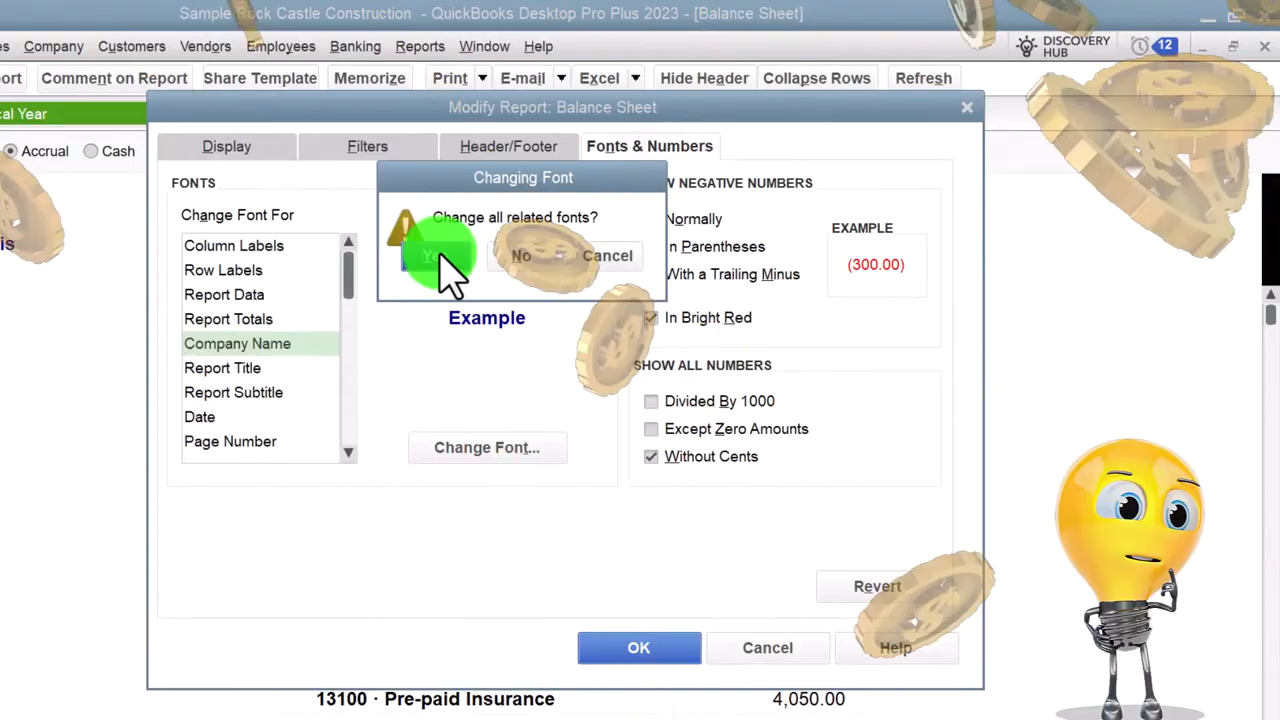 Sample Rock Castle Construction - QuickBooks Desktop Pro Plus 2023 - [Balance Sheet]
Company Customers Vendors Employees Banking Reports Window Help
DISCOVERY
HUB
12
Comment on Report Share Template Memorize Print E-mail Excel Hide Header Collapse Rows Refresh
cal Year
Modify Report: Balance Sheet
Accrual Cash
Display Filters Header/Footer Fonts & Numbers
FONTS
Change Font For
Column Labels
Row Labels
Report Data
Report Totals
Company Name
Report Title
Report Subtitle
Date
Page Number
Changing Font
Change all related fonts?
No Cancel
Example
Change Font...
W NEGATIVE NUMBERS
Normally
n Parentheses
With a Trailing Minus
In Bright Red
EXAMPLE
(300.00)
SHOW ALL NUMBERS
Divided By 1000
Except Zero Amounts
Without Cents
Revert
OK Cancel Help
13100 · Pre-paid Insurance 4,050.00